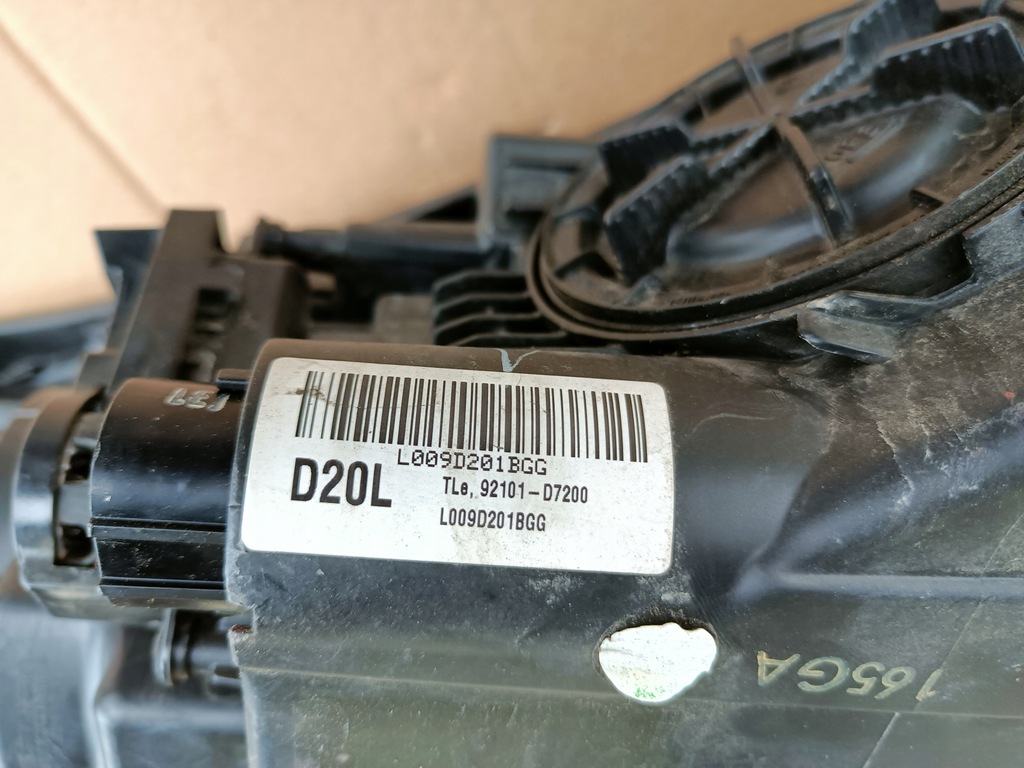 L009D201BGG
D20L
TLe, 92101-D7200
L009D201BGG
165GA